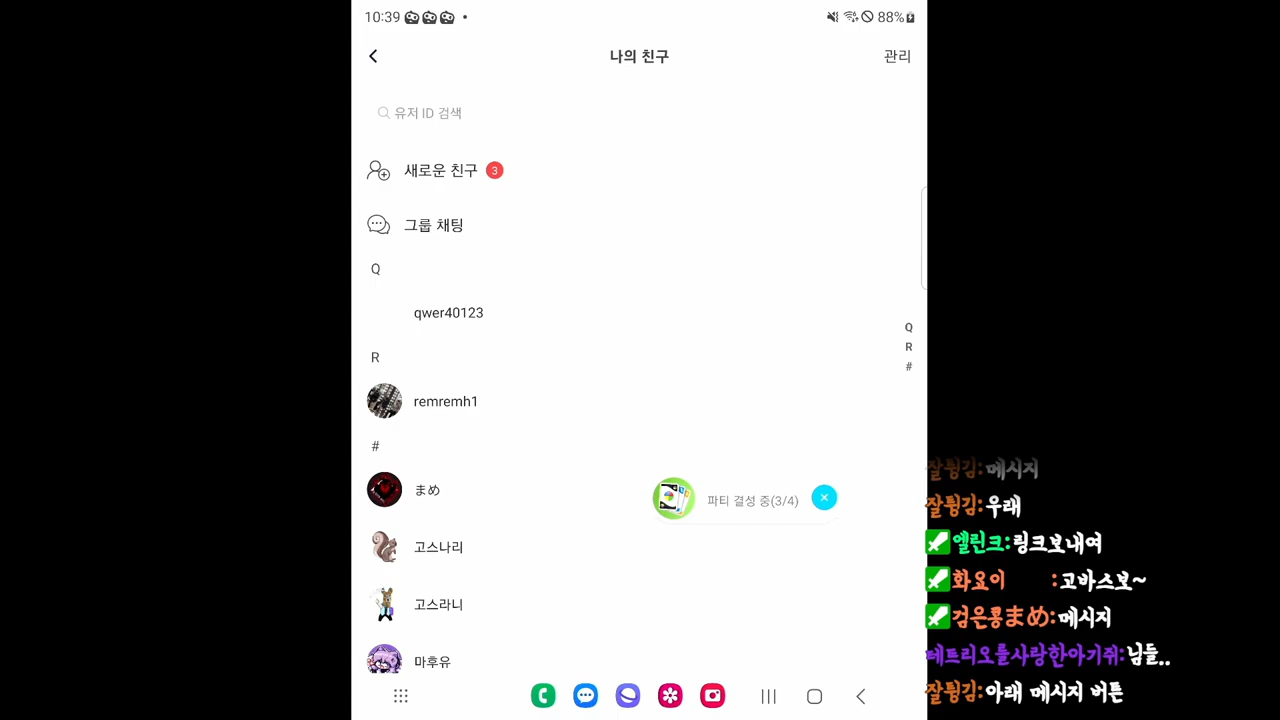 10:39
88%
나의 친구
관리
유저 ID 검색
새로운 친구 3
그룹 채팅
Q
qwer40123
R
remremh1
#
まめ
고스나리
고스라니
마후유
파티 결성 중(3/4)
Q
R
#
잘튕김:메시지
잘튕김:우래
엘린크:링크보내여
화요이 :고바스보~
검은콩まめ:메시지
테트리오를사랑한아기쥐:님들..
잘튕김:아래 메시지 버튼